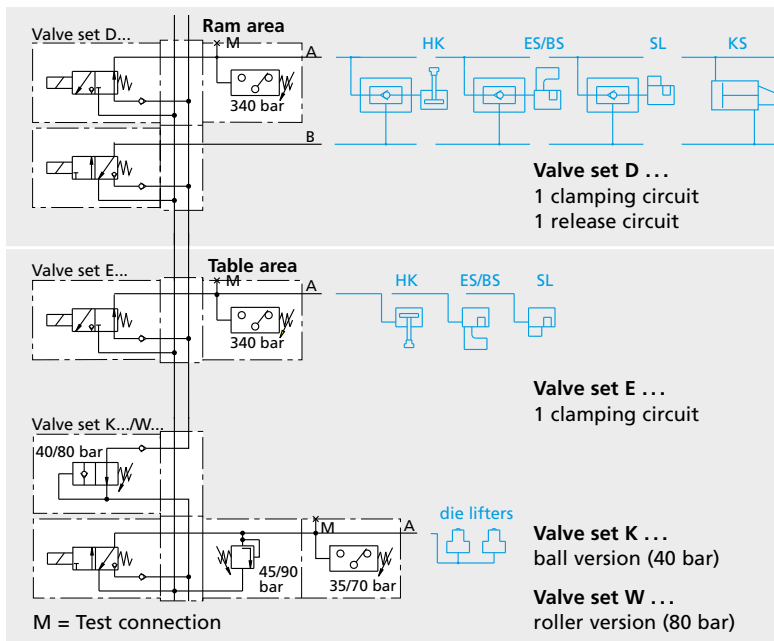 Ram area
Valve set D...
M
A
HK
ES/BS
SL
KS
340 bar
B
Valve set D ...
1 clamping circuit
1 release circuit
Table area
Valve set E...
M
A
HK
ES/BS
SL
340 bar
Valve set E ...
1 clamping circuit
Valve set K.../W...
40/80 bar
die lifters
M
A
45/90
bar
35/70 bar
Valve set K ...
ball version (40 bar)
Valve set W ...
roller version (80 bar)
M = Test connection